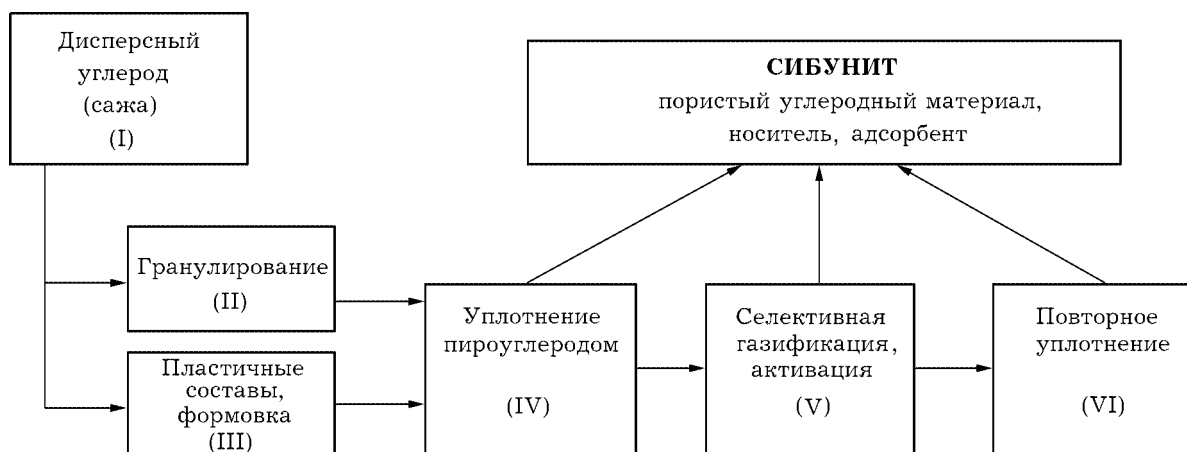 Дисперсный
углерод
(сажа)
(I)
СИБУНИТ
пористый углеродный материал,
носитель, адсорбент
Гранулирование
(II)
Пластичные
составы,
формовка
(III)
Уплотнение
пироуглеродом
(IV)
Селективная
газификация,
активация
(V)
Повторное
уплотнение
(VI)